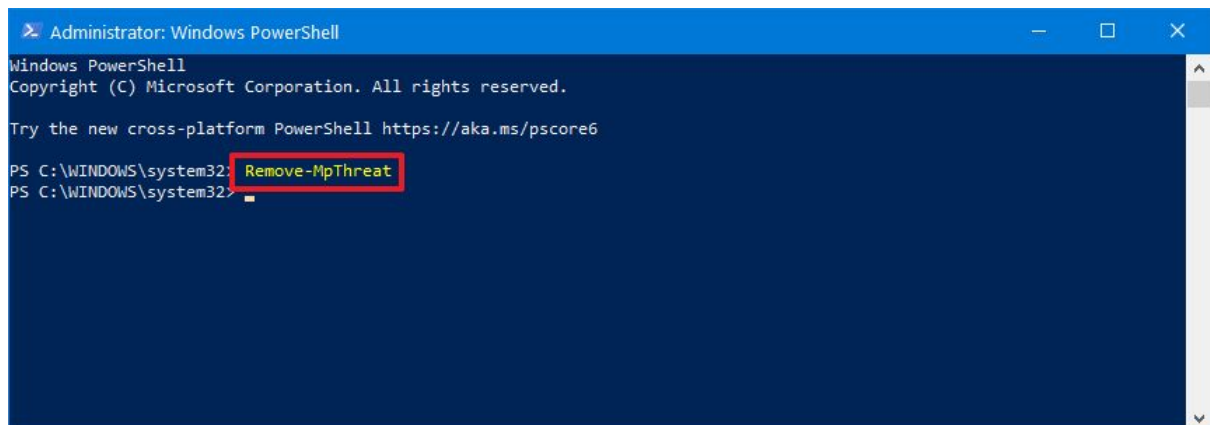 Administrator: Windows PowerShell
Windows PowerShell
Copyright (C) Microsoft Corporation. All rights reserved.
Try the new cross-platform PowerShell https://aka.ms/pscore6
PS C:\WINDOWS\system32> Remove-MpThreat
PS C:\WINDOWS\system32>